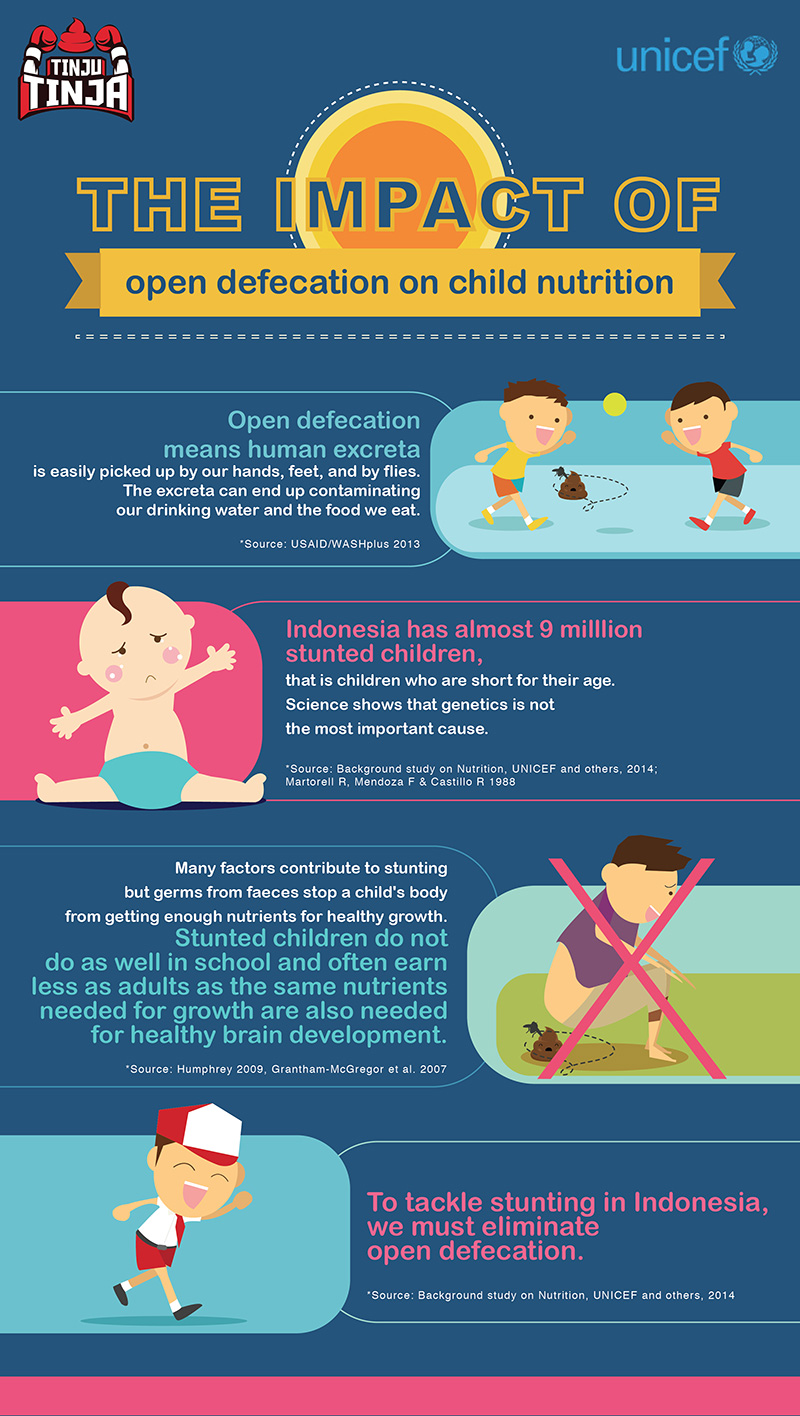 TINJU
TINJA
unicef
THE IMPACT OF
open defecation on child nutrition
Open defecation
means human excreta
is easily picked up by our hands, feet, and by flies.
The excreta can end up contaminating
our drinking water and the food we eat.
*Source: USAID/WASHplus 2013
Indonesia has almost 9 milllion
stunted children,
that is children who are short for their age.
Science shows that genetics is not
the most important cause.
*Source: Background study on Nutrition, UNICEF and others, 2014;
Martorell R, Mendoza F & Castillo R 1988
Many factors contribute to stunting
but germs from faeces stop a child's body
from getting enough nutrients for healthy growth.
Stunted children do not
do as well in school and often earn
less as adults as the same nutrients
needed for growth are also needed
for healthy brain development.
*Source: Humphrey 2009, Grantham-McGregor et al. 2007
To tackle stunting in Indonesia,
we must eliminate
open defecation.
*Source: Background study on Nutrition, UNICEF and others, 2014